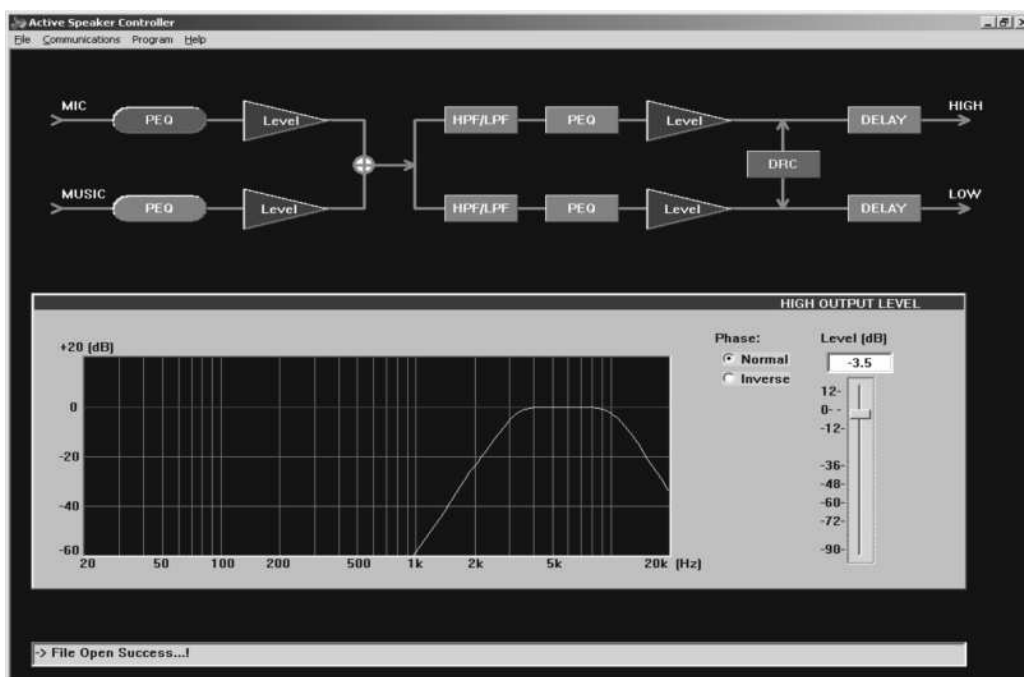 Active Speaker Controller
File Communications Program Help
MIC PEQ Level HPF/LPF PEQ Level DELAY HIGH
DRC
MUSIC PEQ Level HPF/LPF PEQ Level DELAY LOW
HIGH OUTPUT LEVEL
Phase: Level (dB)
+20 (dB)
Normal -3.5
Inverse
12-
0- -
-12-
-36-
-48-
-60-
-72-
-90-
0
-20
-40
-60
20 50 100 200 500 1k 2k 5k 20k (Hz)
-> File Open Success...!